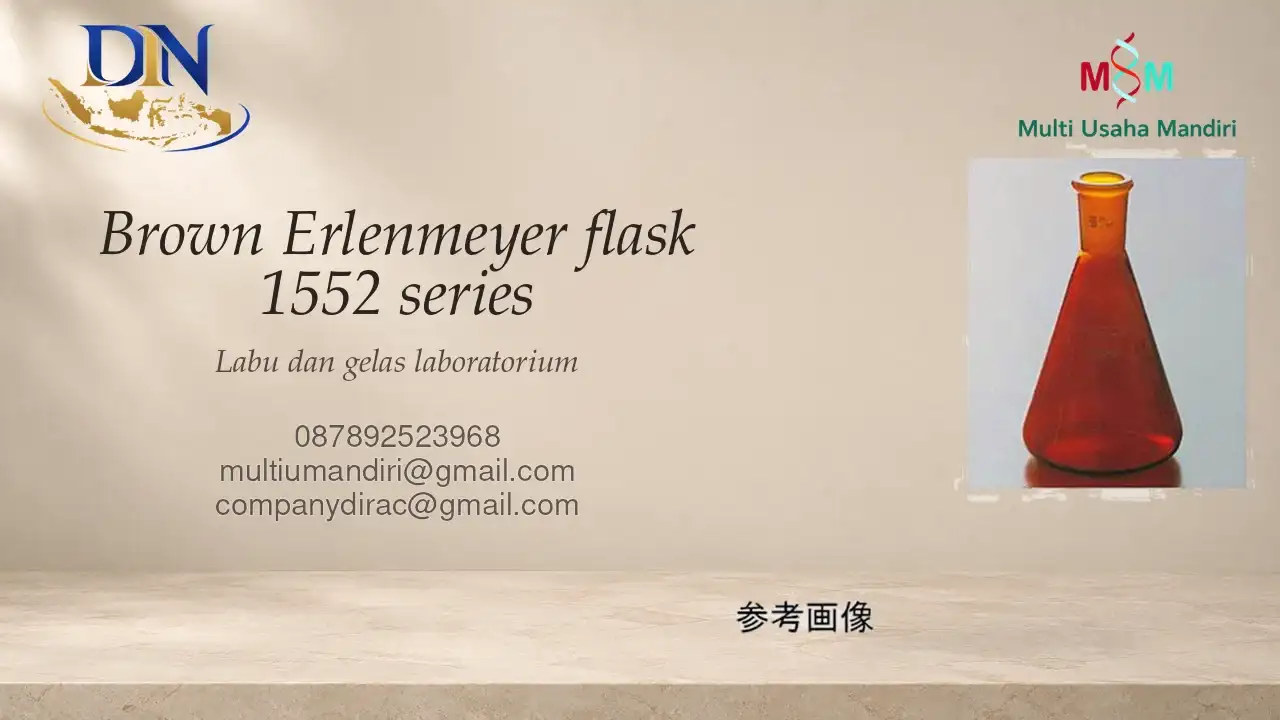 DIN
MSM
Multi Usaha Mandiri
Brown Erlenmeyer flask
1552 series
Labu dan gelas laboratorium
087892523968
multiumandiri@gmail.com
companydirac@gmail.com
参考画像